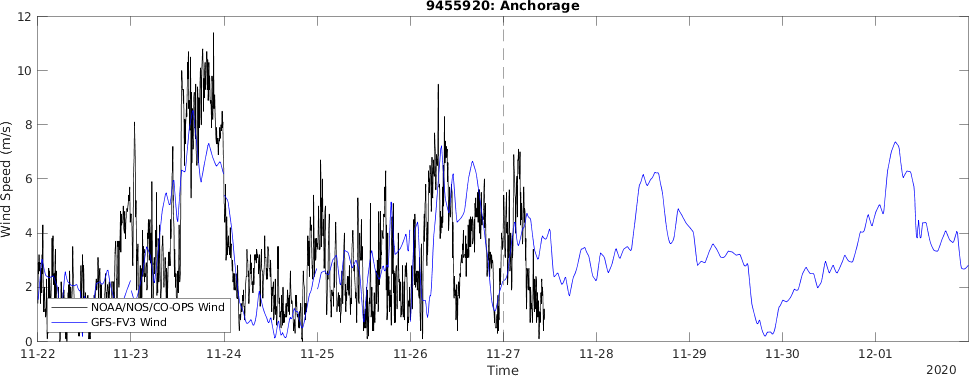 9455920: Anchorage
12
10
8
6
4
2
0
Wind Speed (m/s)
NOAA/NOS/CO-OPS Wind
GFS-FV3 Wind
11-22 11-23 11-24 11-25 11-26 11-27 11-28 11-29 11-30 12-01
Time
2020